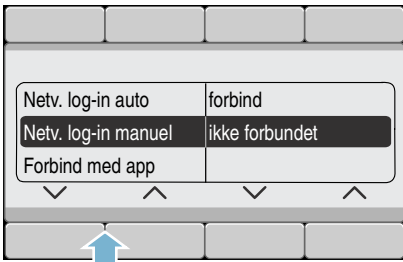 Netv. log-in auto forbind
Netv. log-in manuel ikke forbundet
Forbind med app